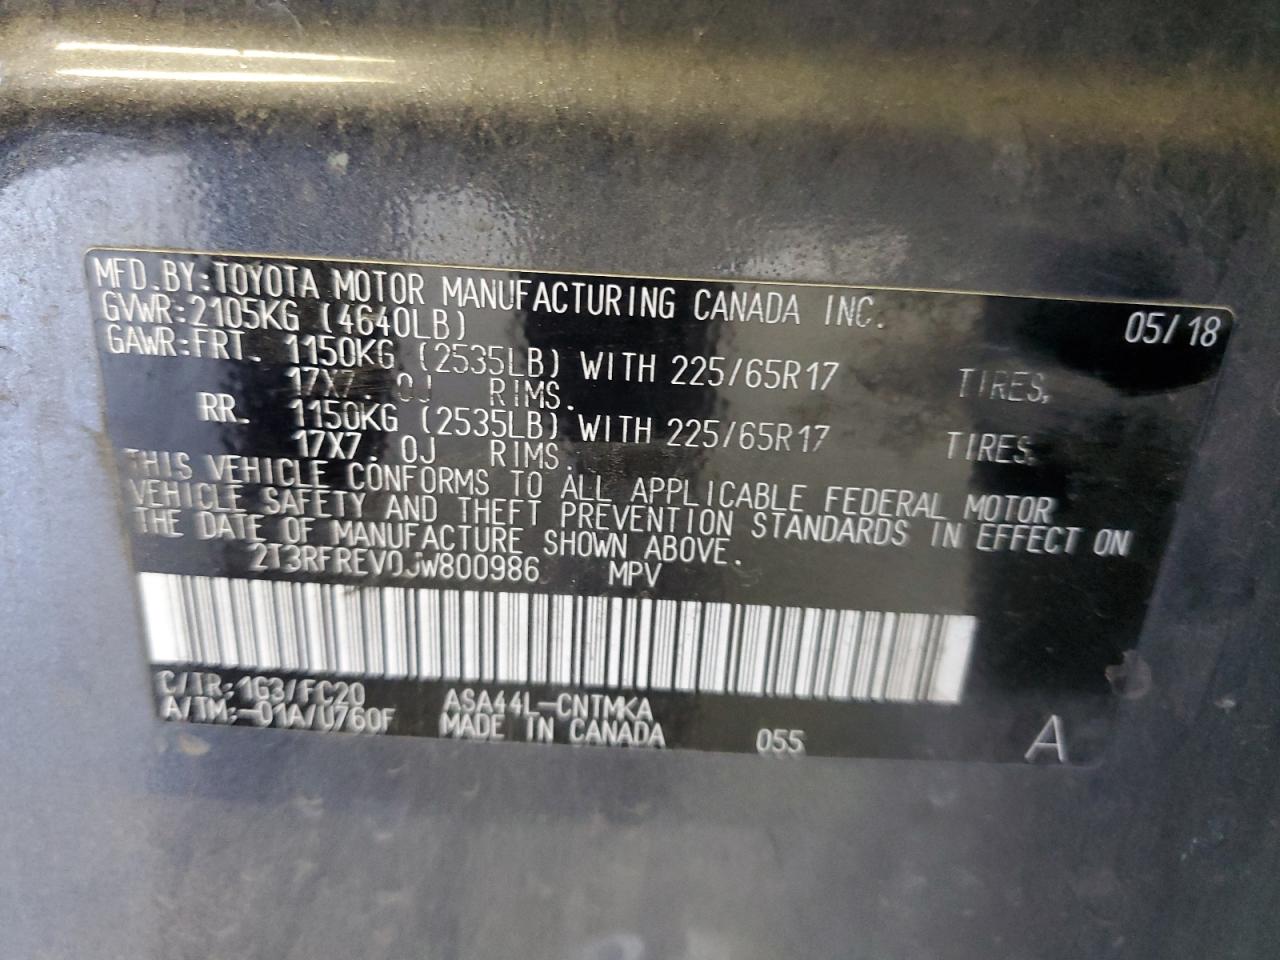 MFD.BY:TOYOTA MOTOR MANUFACTURING CANADA INC.
GVWR:2105KG (4640LB) 05/18
GAWR:FRT. 1150KG (2535LB) WITH 225/65R17 TIRES,
17X7.0J RIMS.
RR. 1150KG (2535LB) WITH 225/65R17 TIRES,
17X7.0J RIMS.
THIS VEHICLE CONFORMS TO ALL APPLICABLE FEDERAL MOTOR
VEHICLE SAFETY AND THEFT PREVENTION STANDARDS IN EFFECT ON
THE DATE OF MANUFACTURE SHOWN ABOVE.
2T3RFREV0JW800986 MPV
C/TR:1G3/FC20 ASA44L-CNTMKA
A/TM:-01A/U760F MADE IN CANADA 055 A